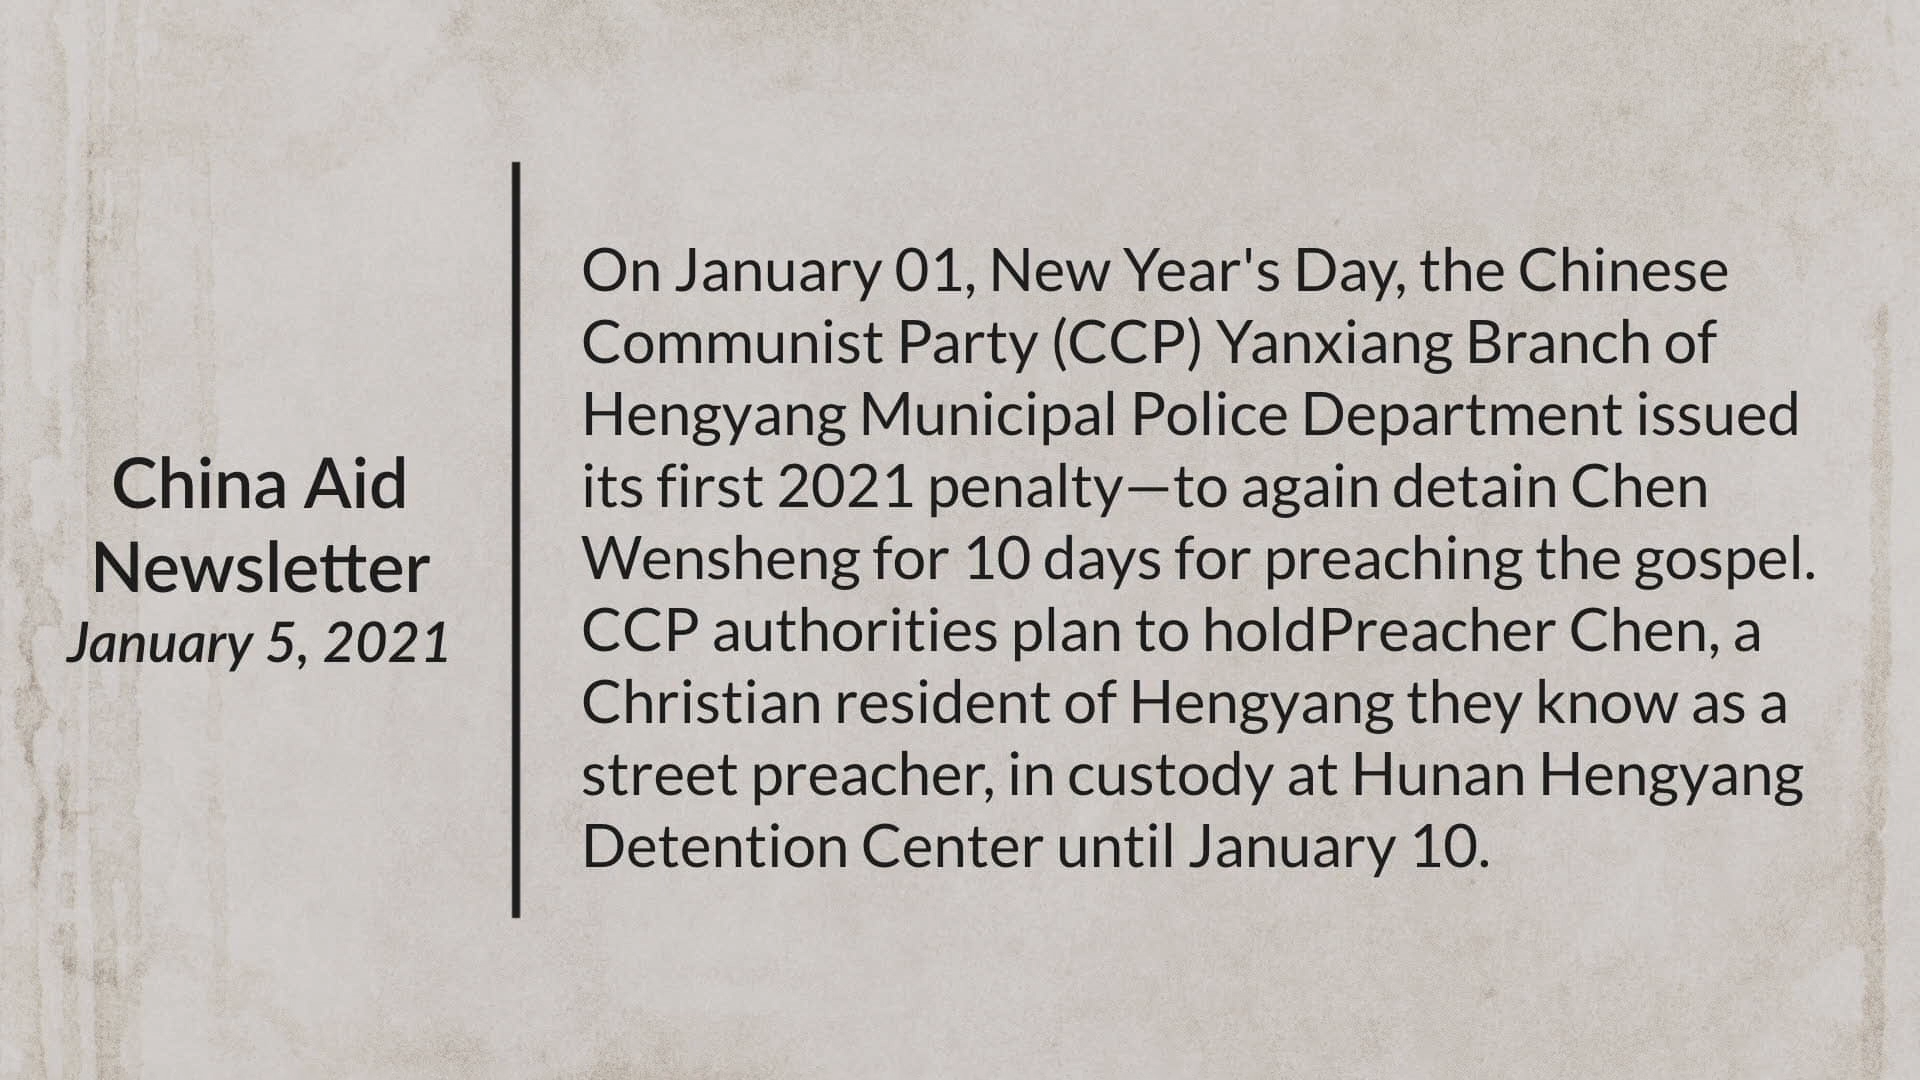 China Aid
Newsletter
January 5, 2021
On January 01, New Year's Day, the Chinese
Communist Party (CCP) Yanxiang Branch of
Hengyang Municipal Police Department issued
its first 2021 penalty—to again detain Chen
Wensheng for 10 days for preaching the gospel.
CCP authorities plan to holdPreacher Chen, a
Christian resident of Hengyang they know as a
street preacher, in custody at Hunan Hengyang
Detention Center until January 10.